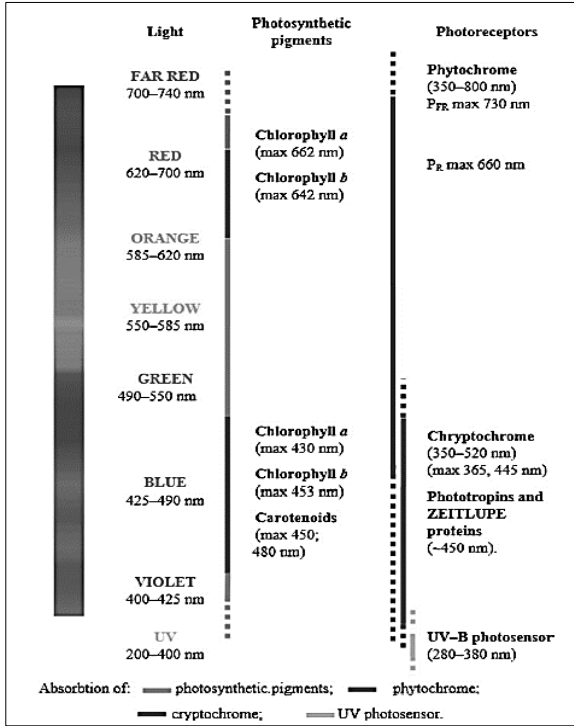 Light
Photosynthetic
pigments
Photoreceptors
FAR RED
700–740 nm
RED
620–700 nm
ORANGE
585–620 nm
YELLOW
550–585 nm
GREEN
490–550 nm
BLUE
425–490 nm
VIOLET
400–425 nm
UV
200–400 nm
Chlorophyll a
(max 662 nm)
Chlorophyll b
(max 642 nm)
Chlorophyll a
(max 430 nm)
Chlorophyll b
(max 453 nm)
Carotenoids
(max 450;
480 nm)
Phytochrome
(350–800 nm)
PFR max 730 nm
PR max 660 nm
Chryptochrome
(350–520 nm)
(max 365, 445 nm)
Phototropins and
ZEITLUPE
proteins
(~450 nm).
UV–B photosensor
(280–380 nm)
Absorbtion of: photosynthetic.pigments; phytochrome;
cryptochrome; UV photosensor.